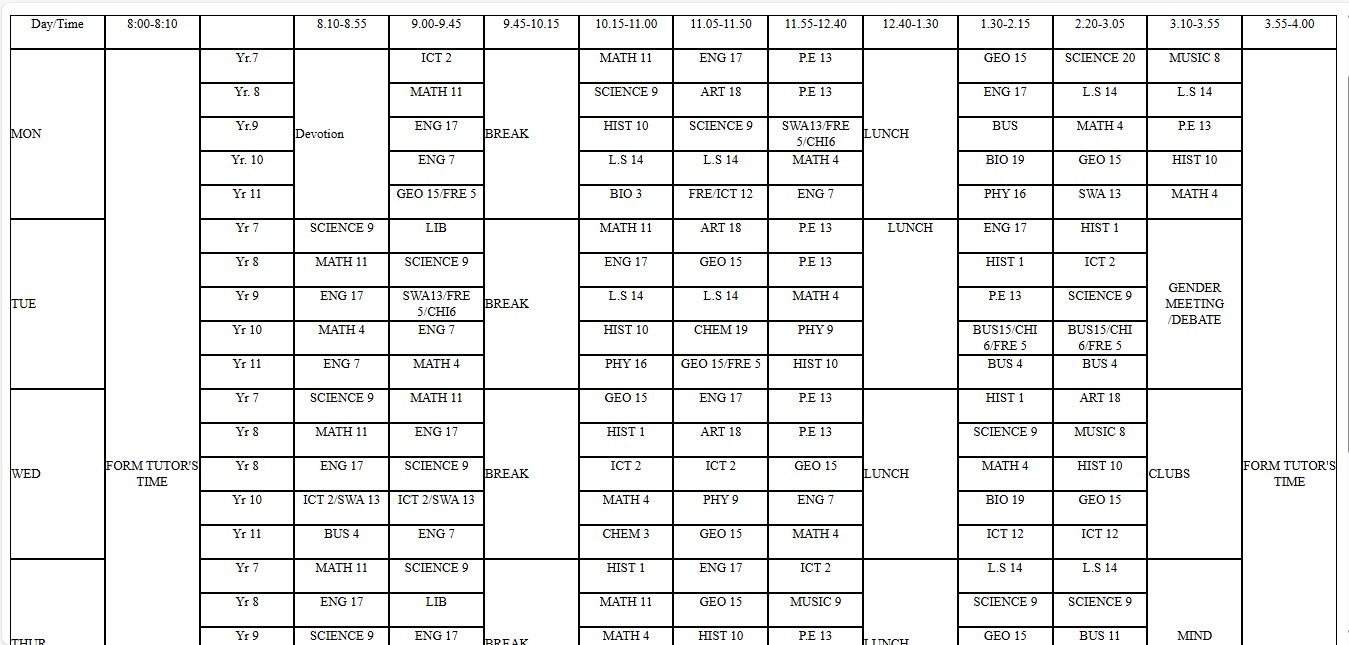 Day/Time 8:00-8:10 8.10-8.55 9.00-9.45 9.45-10.15 10.15-11.00 11.05-11.50 11.55-12.40 12.40-1.30 1.30-2.15 2.20-3.05 3.10-3.55 3.55-4.00
Yr.7 ICT 2 MATH 11 ENG 17 P.E 13 GEO 15 SCIENCE 20 MUSIC 8
Yr. 8 MATH 11 SCIENCE 9 ART 18 P.E 13 ENG 17 L.S 14 L.S 14
MON Yr.9 Devotion ENG 17 BREAK HIST 10 SCIENCE 9 SWA13/FRE LUNCH BUS MATH 4 P.E 13
5/CHI6
Yr. 10 ENG 7 L.S 14 L.S 14 MATH 4 BIO 19 GEO 15 HIST 10
Yr 11 GEO 15/FRE 5 BIO 3 FRE/ICT 12 ENG 7 PHY 16 SWA 13 MATH 4
Yr 7 SCIENCE 9 LIB MATH 11 ART 18 P.E 13 LUNCH ENG 17 HIST 1
Yr 8 MATH 11 SCIENCE 9 ENG 17 GEO 15 P.E 13 HIST 1 ICT 2
TUE Yr 9 ENG 17 SWA13/FRE BREAK L.S 14 L.S 14 MATH 4 P.E 13 SCIENCE 9 GENDER
5/CHI6 MEETING
/DEBATE
Yr 10 MATH 4 ENG 7 HIST 10 CHEM 19 PHY 9 BUS15/CHI BUS15/CHI
6/FRE 5 6/FRE 5
Yr 11 ENG 7 MATH 4 PHY 16 GEO 15/FRE 5 HIST 10 BUS 4 BUS 4
Yr 7 SCIENCE 9 MATH 11 GEO 15 ENG 17 P.E 13 HIST 1 ART 18
Yr 8 MATH 11 ENG 17 HIST 1 ART 18 P.E 13 SCIENCE 9 MUSIC 8
WED FORM TUTOR'S Yr 8 ENG 17 SCIENCE 9 BREAK ICT 2 ICT 2 GEO 15 LUNCH MATH 4 HIST 10 CLUBS FORM TUTOR'S
TIME TIME
Yr 10 ICT 2/SWA 13 ICT 2/SWA 13 MATH 4 PHY 9 ENG 7 BIO 19 GEO 15
Yr 11 BUS 4 ENG 7 CHEM 3 GEO 15 MATH 4 ICT 12 ICT 12
Yr 7 MATH 11 SCIENCE 9 HIST 1 ENG 17 ICT 2 L.S 14 L.S 14
Yr 8 ENG 17 LIB MATH 11 GEO 15 MUSIC 9 SCIENCE 9 SCIENCE 9
THUR Yr 9 SCIENCE 9 ENG 17 BREAK MATH 4 HIST 10 P.E 13 LUNCH GEO 15 BUS 11 MIND